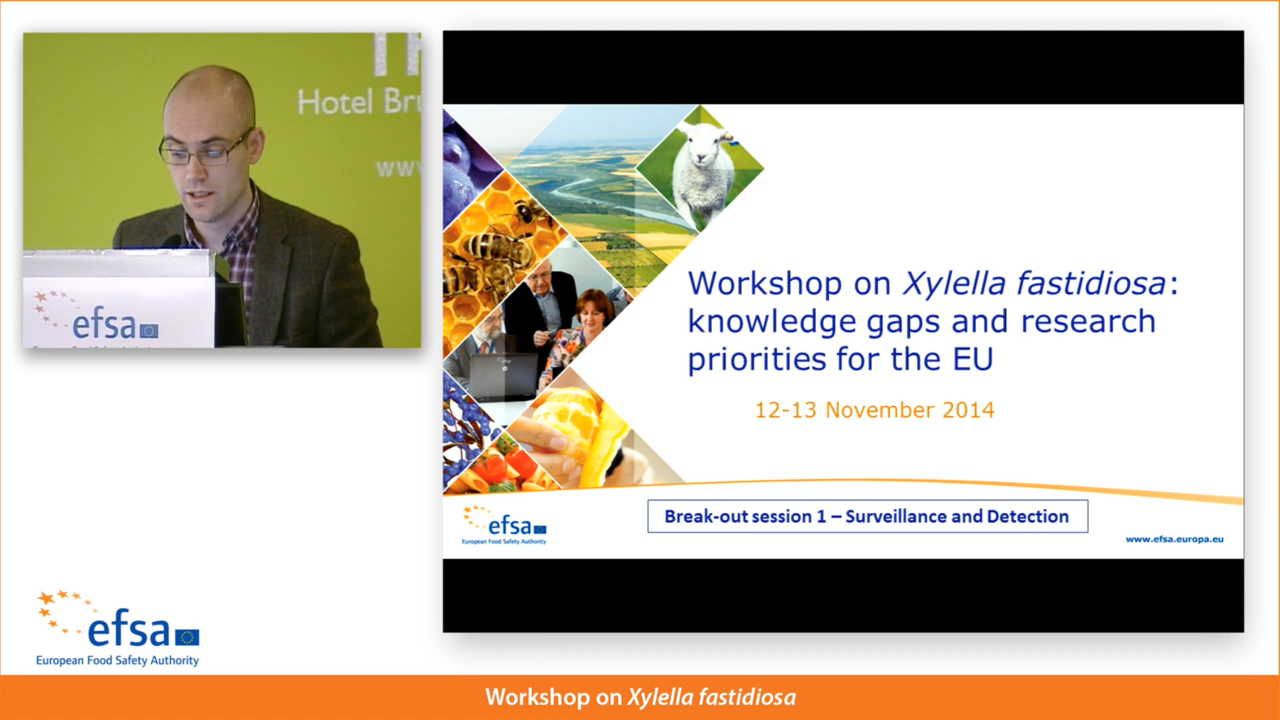 Hotel
efsa
Workshop on Xylella fastidiosa:
knowledge gaps and research
priorities for the EU
12-13 November 2014
efsa
European Food Safety Authority
Break-out session 1 – Surveillance and Detection
www.efsa.europa.eu
efsa
European Food Safety Authority
Workshop on Xylella fastidiosa